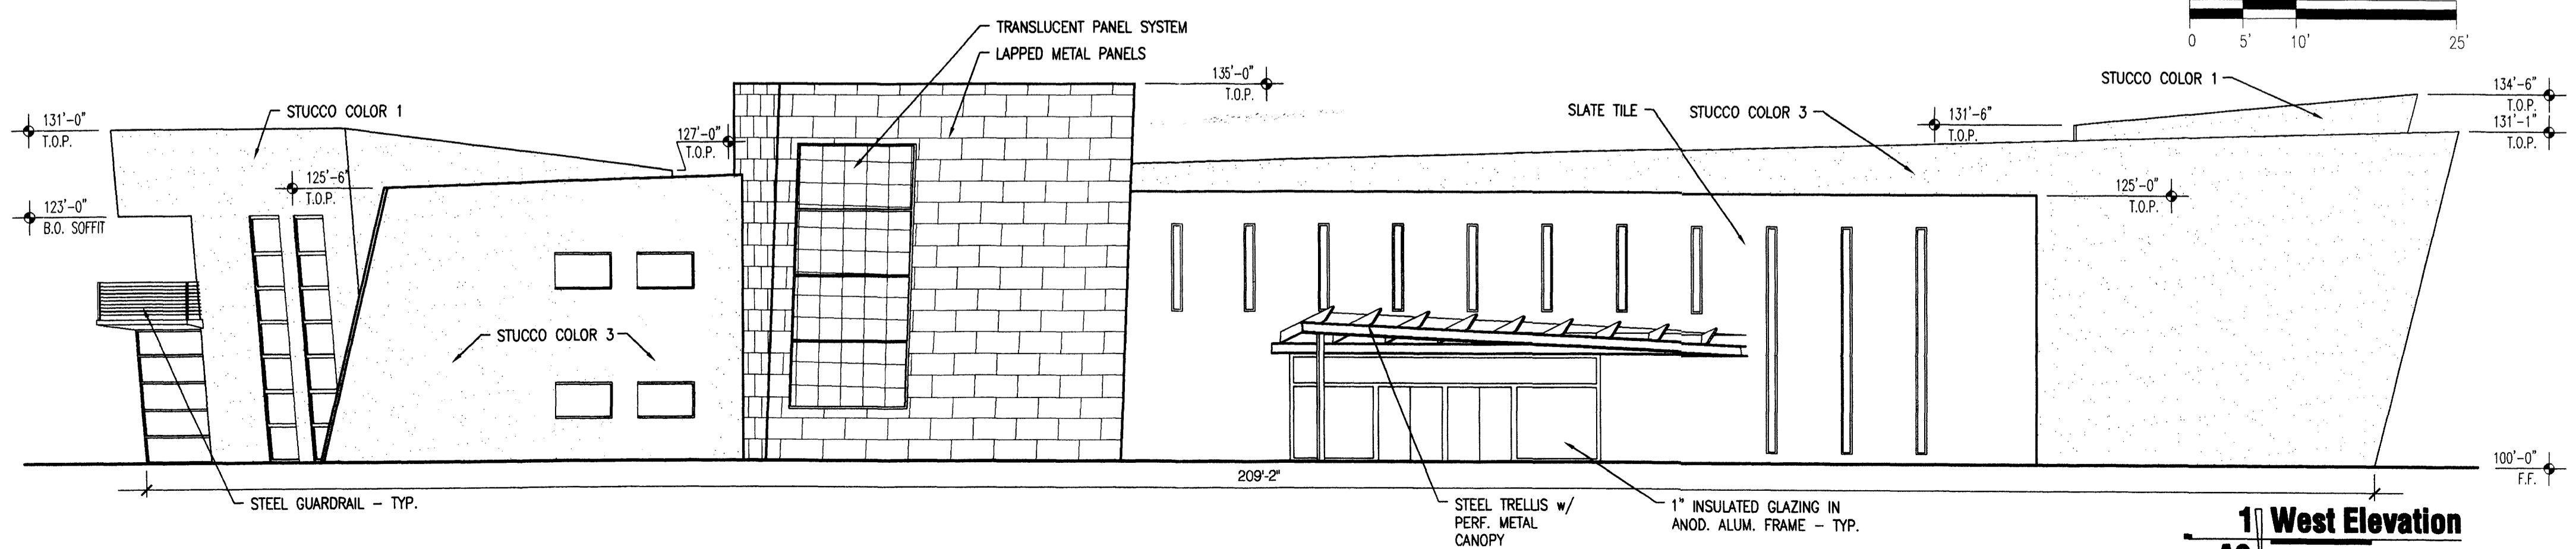 0 5' 10' 25'
TRANSLUCENT PANEL SYSTEM
LAPPED METAL PANELS
135'-0"
T.O.P.
STUCCO COLOR 1
134'-6"
T.O.P.
STUCCO COLOR 1
131'-0"
T.O.P.
127'-0"
T.O.P.
SLATE TILE
STUCCO COLOR 3
131'-6"
T.O.P.
131'-1"
T.O.P.
125'-6"
T.O.P.
125'-0"
T.O.P.
123'-0"
B.O. SOFFIT
STUCCO COLOR 3
100'-0"
F.F.
209'-2"
STEEL GUARDRAIL - TYP.
STEEL TRELLIS w/
PERF. METAL
CANOPY
1" INSULATED GLAZING IN
ANOD. ALUM. FRAME - TYP.
1 West Elevation